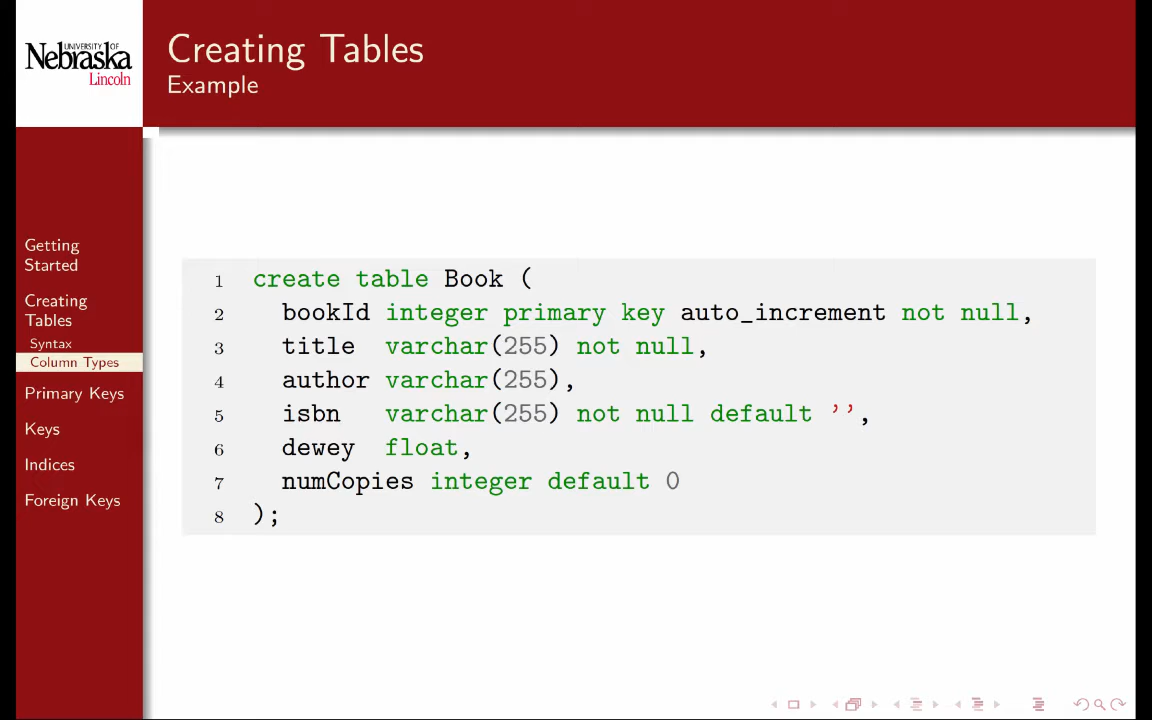 UNIVERSITY OF
Nebraska
Lincoln
Creating Tables
Example
Getting
Started
Creating
Tables
Syntax
Column Types
Primary Keys
Keys
Indices
Foreign Keys
1 create table Book (
2   bookId integer primary key auto_increment not null,
3   title  varchar(255) not null,
4   author varchar(255),
5   isbn   varchar(255) not null default '',
6   dewey  float,
7   numCopies integer default 0
8 );